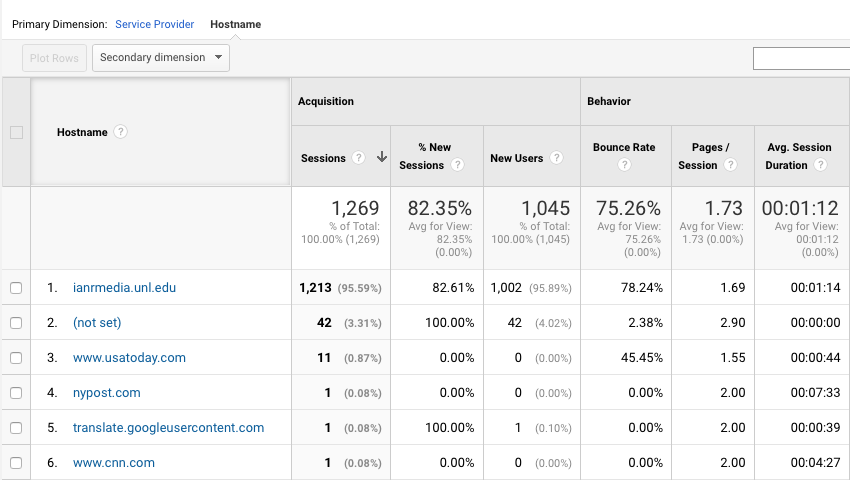 Primary Dimension: Service Provider Hostname
Plot Rows Secondary dimension
Acquisition Behavior
Hostname ? Sessions ? % New Sessions ? New Users ? Bounce Rate ? Pages / Session ? Avg. Session Duration ?
1,269 82.35% 1,045 75.26% 1.73 00:01:12
% of Total: 100.00% (1,269) Avg for View: 82.35% (0.00%) % of Total: 100.00% (1,045) Avg for View: 75.26% (0.00%) Avg for View: 1.73 (0.00%) Avg for View: 00:01:12 (0.00%)
1. ianrmedia.unl.edu 1,213 (95.59%) 82.61% 1,002 (95.89%) 78.24% 1.69 00:01:14
2. (not set) 42 (3.31%) 100.00% 42 (4.02%) 2.38% 2.90 00:00:00
3. www.usatoday.com 11 (0.87%) 0.00% 0 (0.00%) 45.45% 1.55 00:00:44
4. nypost.com 1 (0.08%) 0.00% 0 (0.00%) 0.00% 2.00 00:07:33
5. translate.googleusercontent.com 1 (0.08%) 100.00% 1 (0.10%) 0.00% 2.00 00:00:39
6. www.cnn.com 1 (0.08%) 0.00% 0 (0.00%) 0.00% 2.00 00:04:27